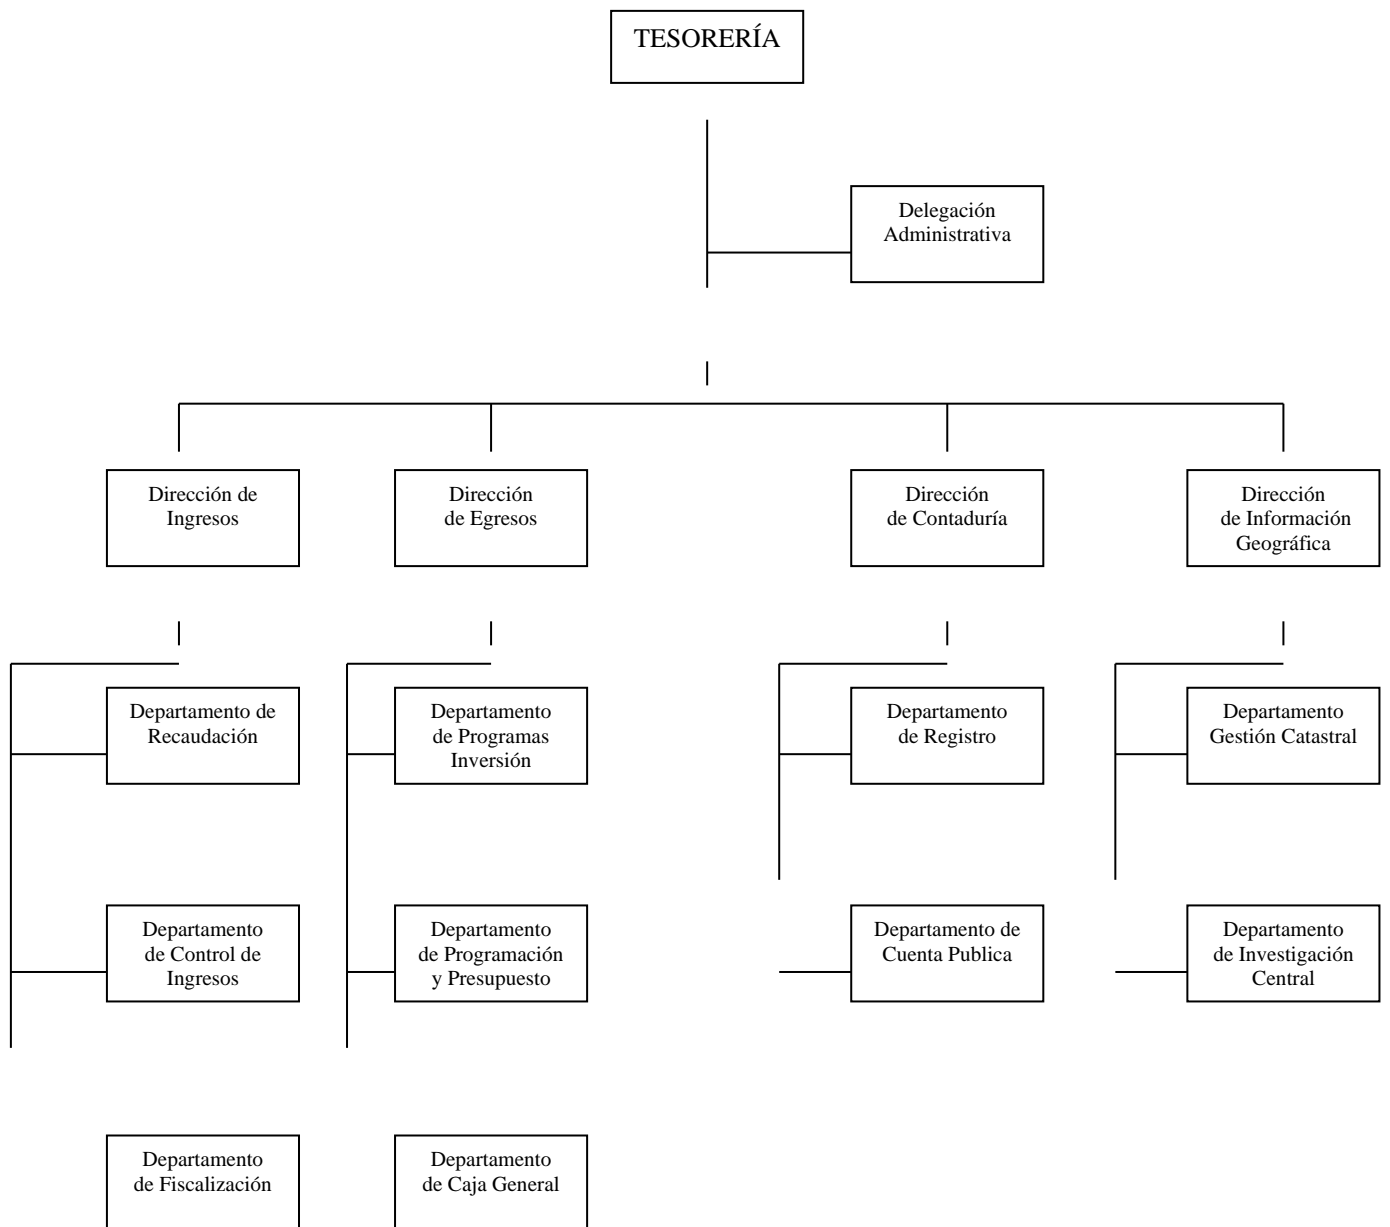 TESORERÍA
Delegación
Administrativa
Dirección de
Ingresos
Dirección
de Egresos
Dirección
de Contaduría
Dirección
de Información
Geográfica
Departamento de
Recaudación
Departamento
de Programas
Inversión
Departamento
de Registro
Departamento
Gestión Catastral
Departamento
de Control de
Ingresos
Departamento
de Programación
y Presupuesto
Departamento de
Cuenta Publica
Departamento
de Investigación
Central
Departamento
de Fiscalización
Departamento
de Caja General